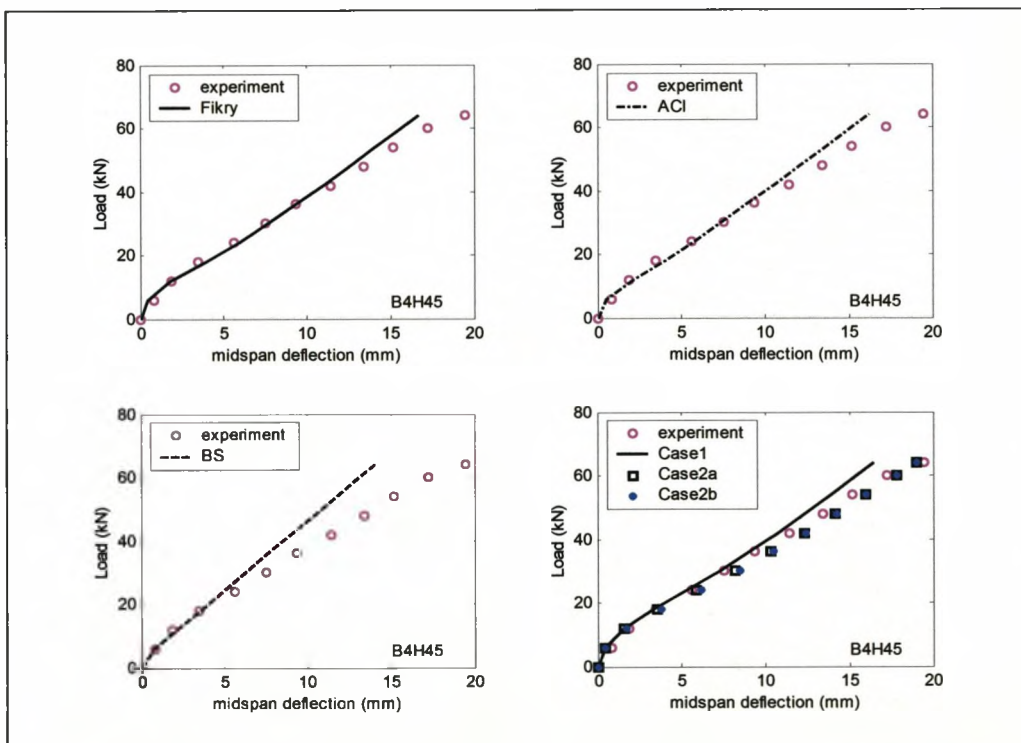 80
60
40
20
0
Load (kN)
experiment
Fikry
B4H45
0 5 10 15 20
midspan deflection (mm)
80
60
40
20
0
Load (kN)
experiment
ACI
B4H45
0 5 10 15 20
midspan deflection (mm)
80
60
40
20
0
Load (kN)
experiment
BS
B4H45
0 5 10 15 20
midspan deflection (mm)
80
60
40
20
0
Load (kN)
experiment
Case1
Case2a
Case2b
B4H45
0 5 10 15 20
midspan deflection (mm)